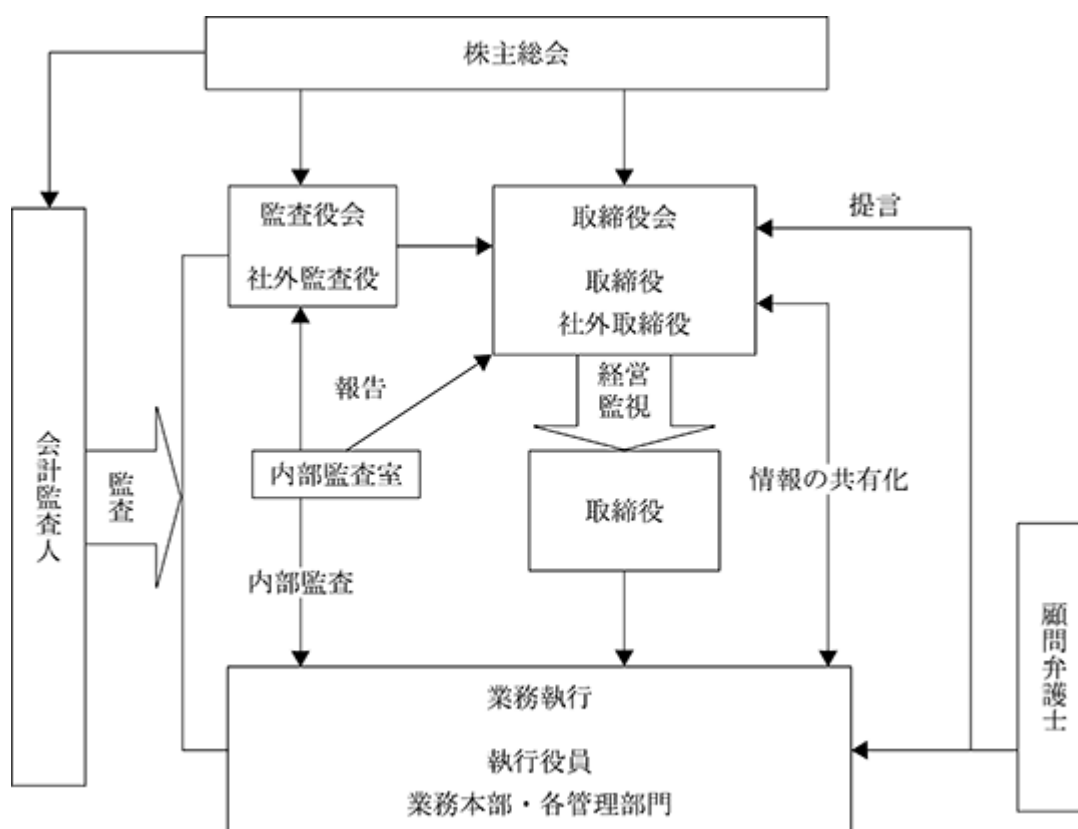 株主総会
監査役会
社外監査役
取締役会
取締役
社外取締役
提言
経営
監視
報告
会計監査人
監査
内部監査室
取締役
情報の共有化
内部監査
顧問弁護士
業務執行
執行役員
業務本部・各管理部門